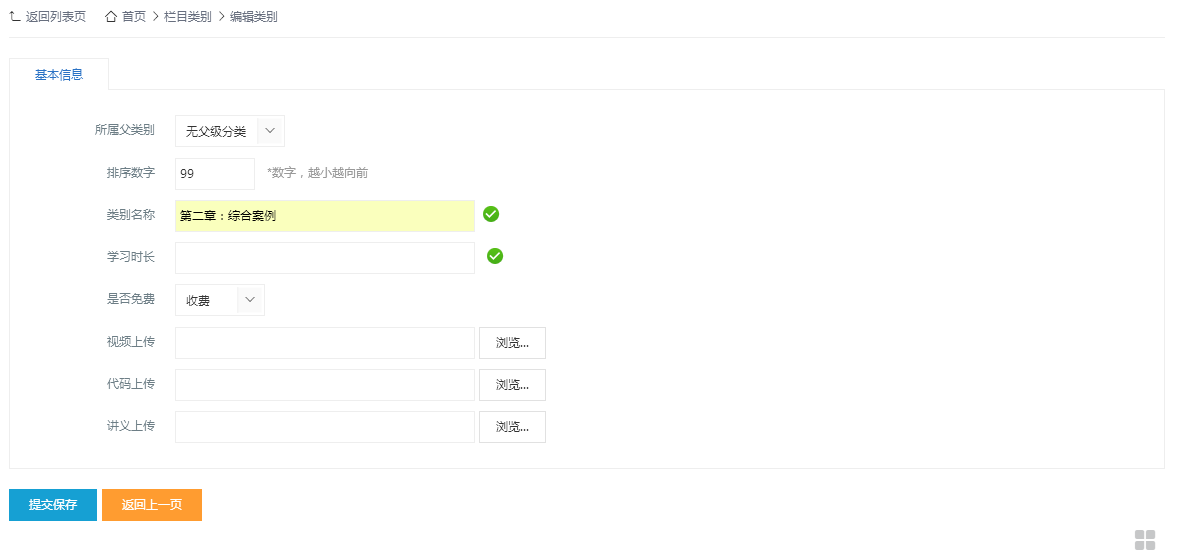 返回列表页 首页 栏目类别 编辑类别
基本信息
所属父类别 无父级分类
排序数字 99 *数字，越小越向前
类别名称 第二章：综合案例
学习时长
是否免费 收费
视频上传 浏览...
代码上传 浏览...
讲义上传 浏览...
提交保存 返回上一页